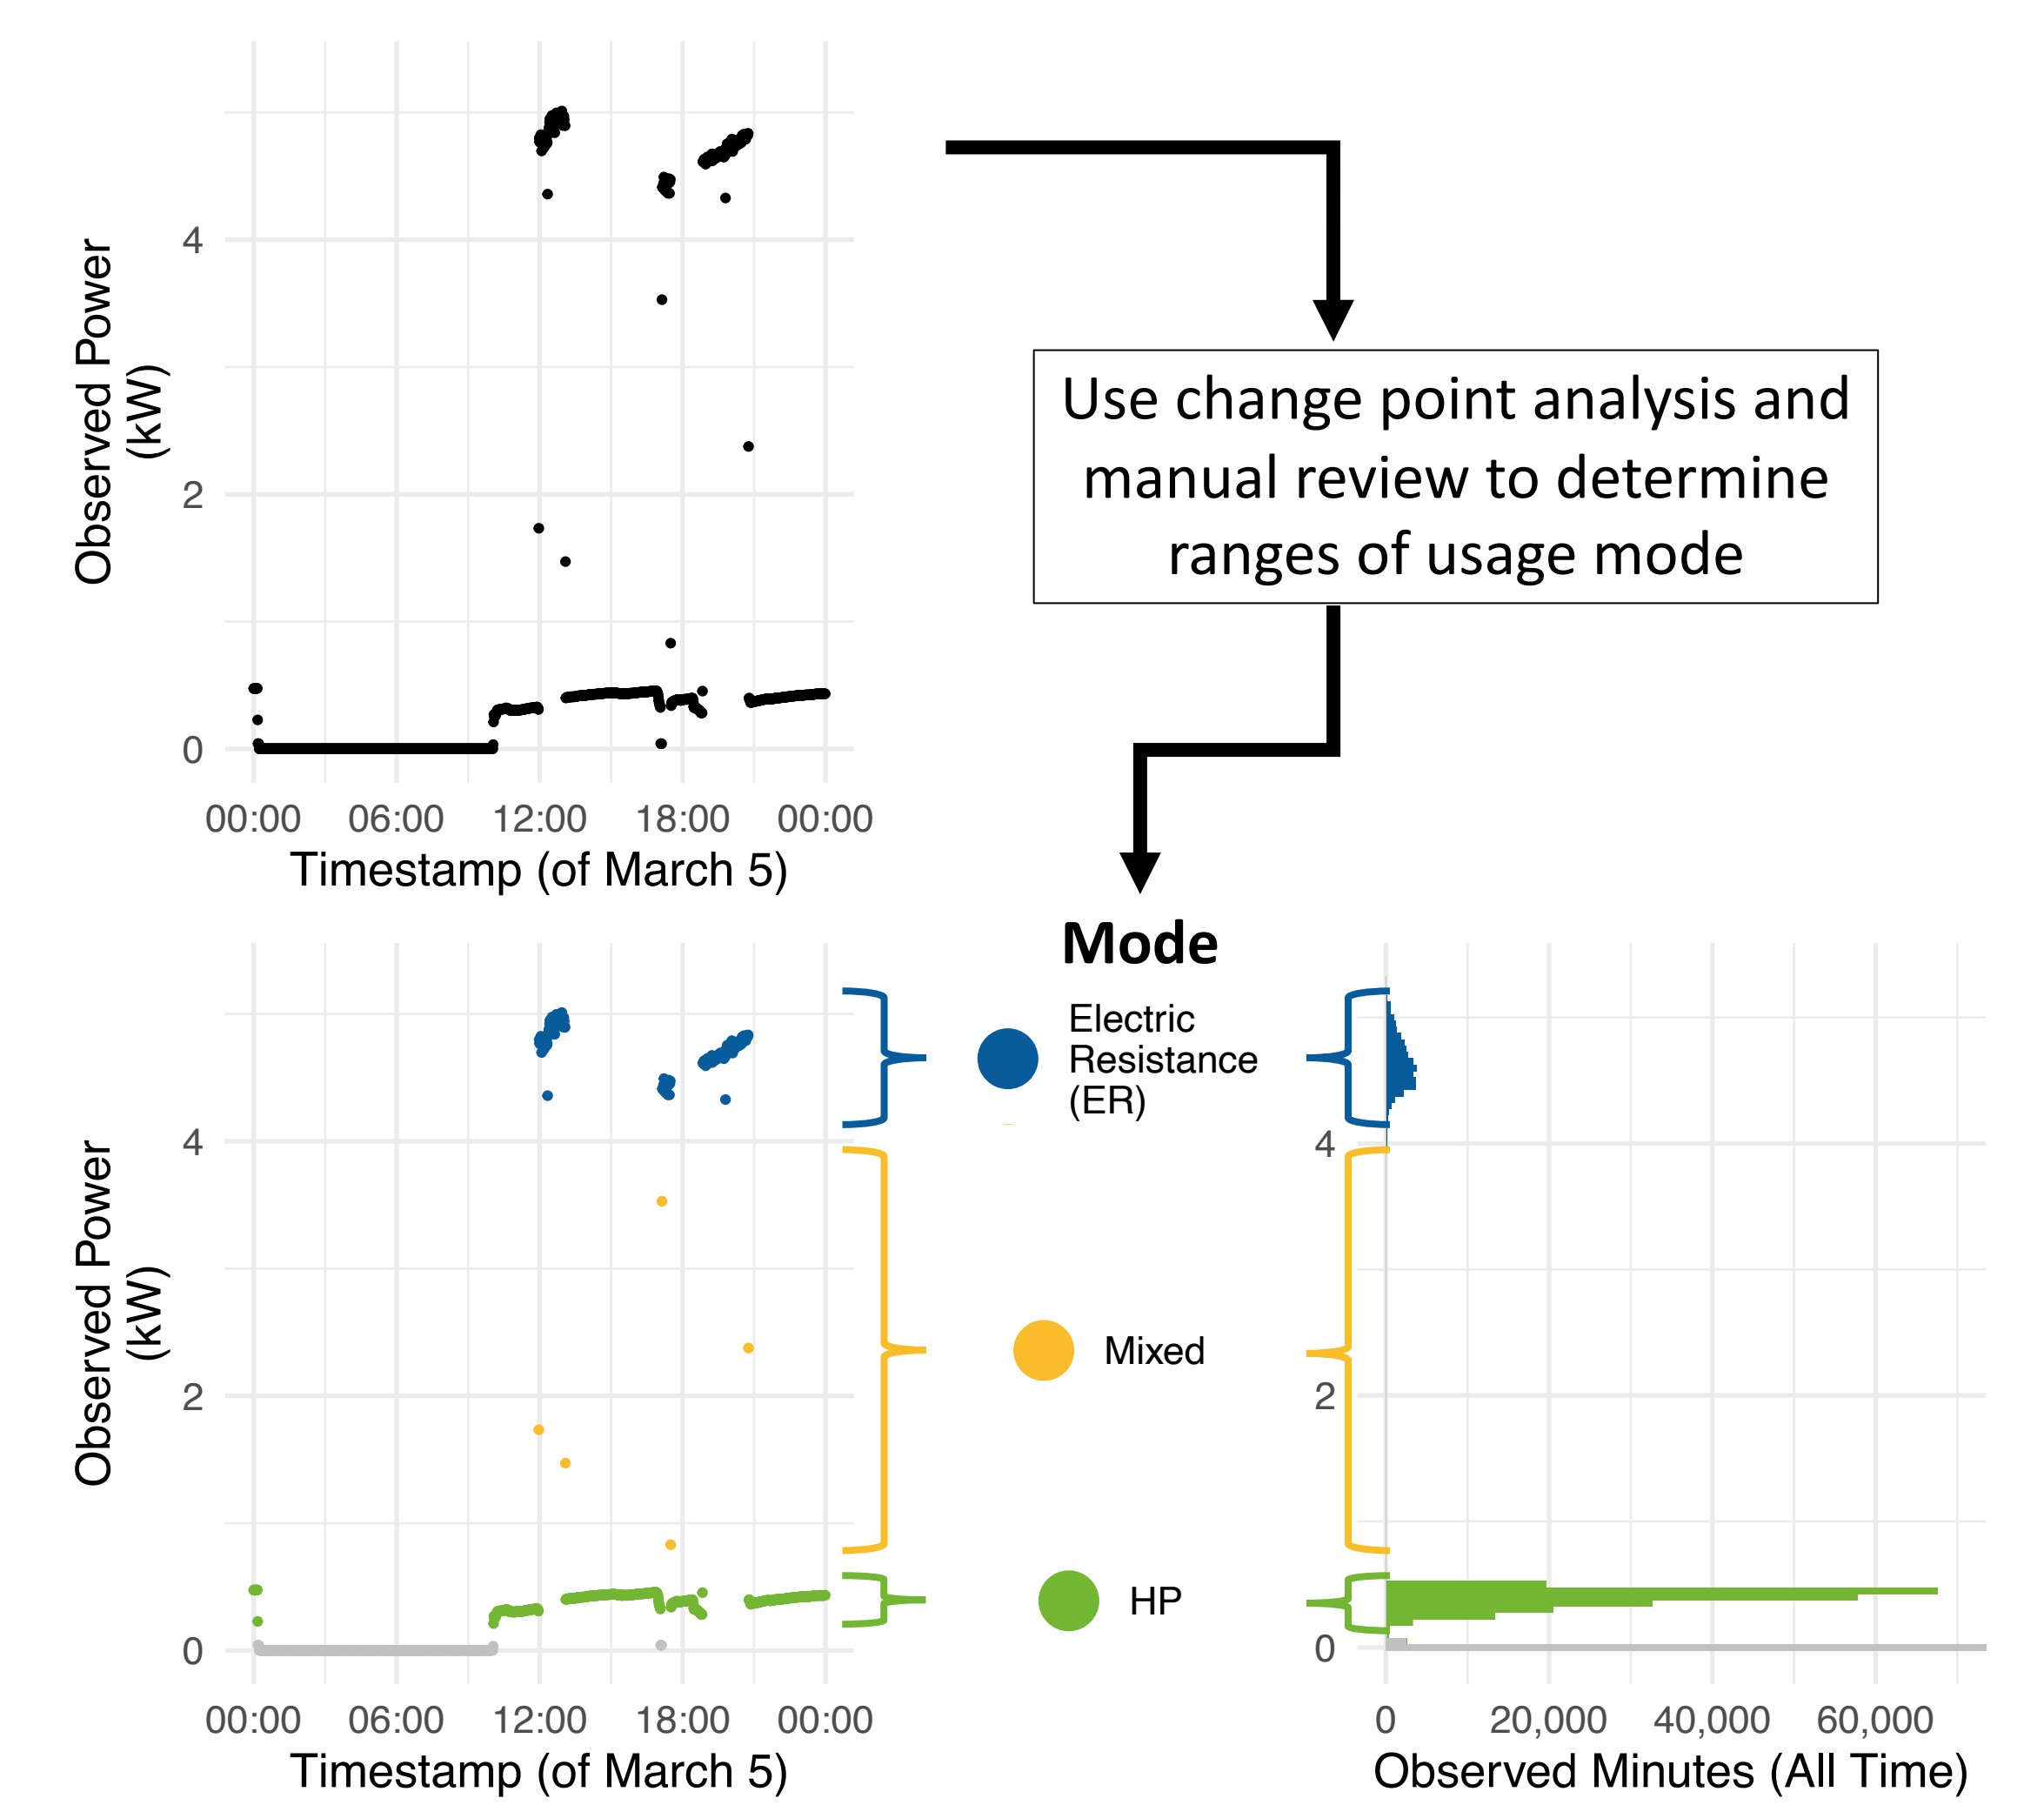 Observed Power
(kW)
4
2
0
00:00 06:00 12:00 18:00 00:00
Timestamp (of March 5)
Use change point analysis and
manual review to determine
ranges of usage mode
Mode
Electric
Resistance
(ER)
Mixed
HP
Observed Power
(kW)
4
2
0
00:00 06:00 12:00 18:00 00:00
Timestamp (of March 5)
4
2
0
0 20,000 40,000 60,000
Observed Minutes (All Time)